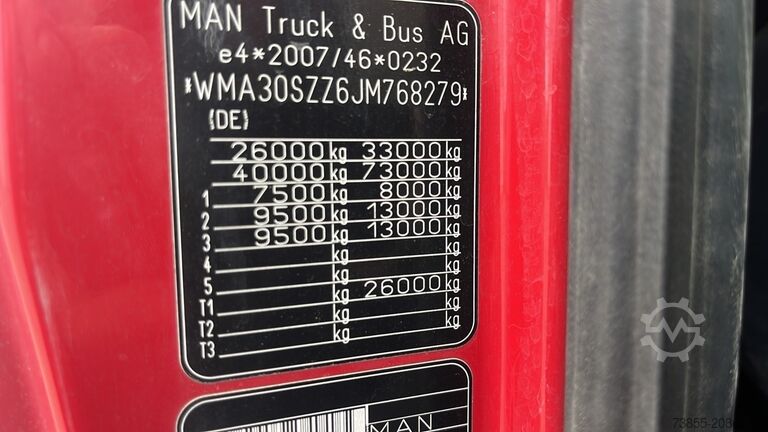 MAN Truck & Bus AG
e4*2007/46*0232
*WMA30SZZ6JM768279*
(DE)
26000 kg 33000 kg
40000 kg 73000 kg
1 7500 kg 8000 kg
2 9500 kg 13000 kg
3 9500 kg 13000 kg
4 kg kg
5 kg kg
T1 kg 26000 kg
T2 kg kg
T3 kg kg
MAN